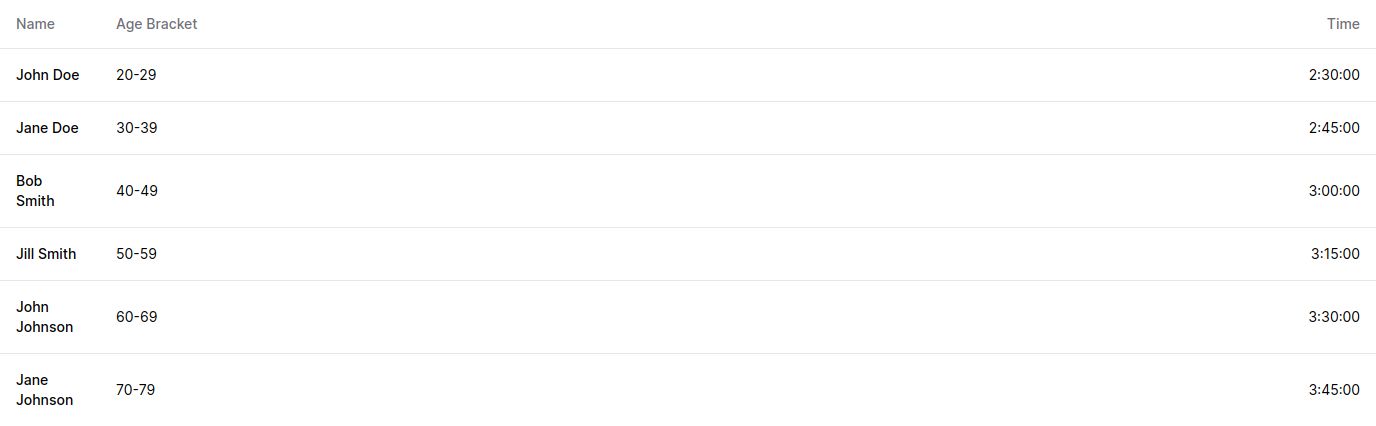 Name Age Bracket Time
John Doe 20-29 2:30:00
Jane Doe 30-39 2:45:00
Bob
Smith 40-49 3:00:00
Jill Smith 50-59 3:15:00
John
Johnson 60-69 3:30:00
Jane
Johnson 70-79 3:45:00